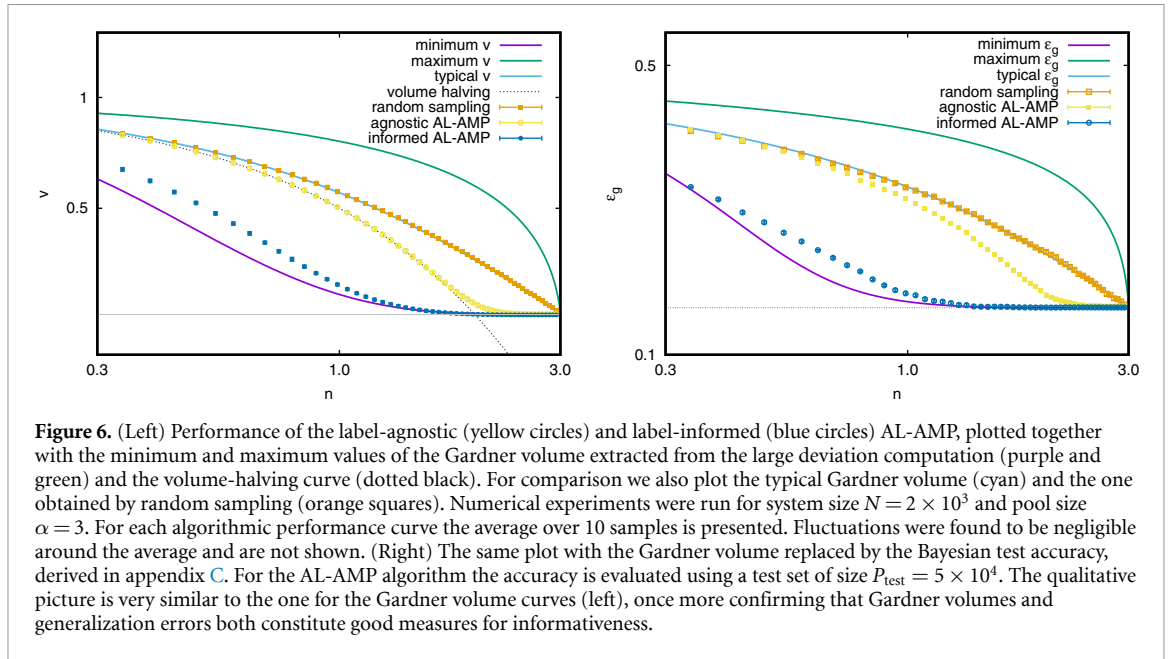 minimum v
maximum v
typical v
volume halving
random sampling
agnostic AL-AMP
informed AL-AMP
1
0.5
v
0.3
1.0
3.0
n
minimum εg
maximum εg
typical εg
random sampling
agnostic AL-AMP
informed AL-AMP
0.5
0.1
εg
0.3
1.0
3.0
n
Figure 6. (Left) Performance of the label-agnostic (yellow circles) and label-informed (blue circles) AL-AMP, plotted together
with the minimum and maximum values of the Gardner volume extracted from the large deviation computation (purple and
green) and the volume-halving curve (dotted black). For comparison we also plot the typical Gardner volume (cyan) and the one
obtained by random sampling (orange squares). Numerical experiments were run for system size N = 2 × 10³ and pool size
α = 3. For each algorithmic performance curve the average over 10 samples is presented. Fluctuations were found to be negligible
around the average and are not shown. (Right) The same plot with the Gardner volume replaced by the Bayesian test accuracy,
derived in appendix C. For the AL-AMP algorithm the accuracy is evaluated using a test set of size Ptest = 5 × 10⁴. The qualitative
picture is very similar to the one for the Gardner volume curves (left), once more confirming that Gardner volumes and
generalization errors both constitute good measures for informativeness.